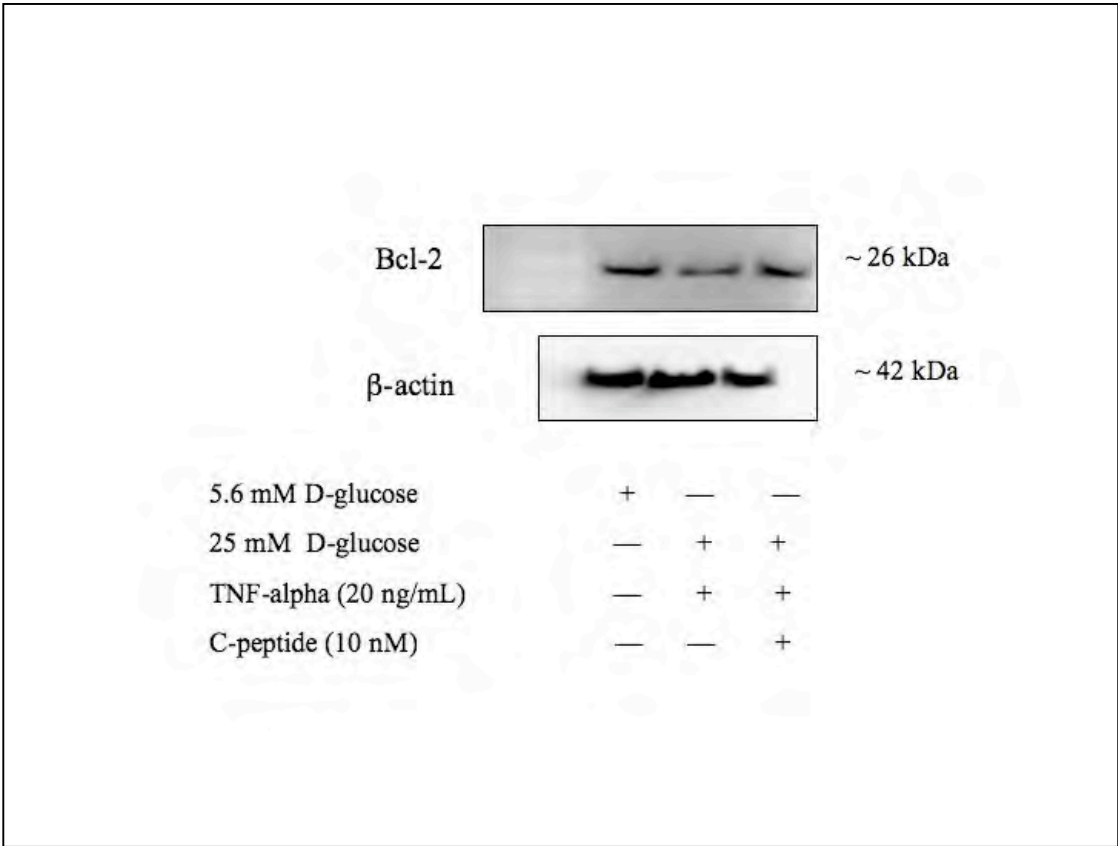 Bcl-2 ~ 26 kDa
β-actin ~ 42 kDa
5.6 mM D-glucose + — —
25 mM D-glucose — + +
TNF-alpha (20 ng/mL) — + +
C-peptide (10 nM) — — +